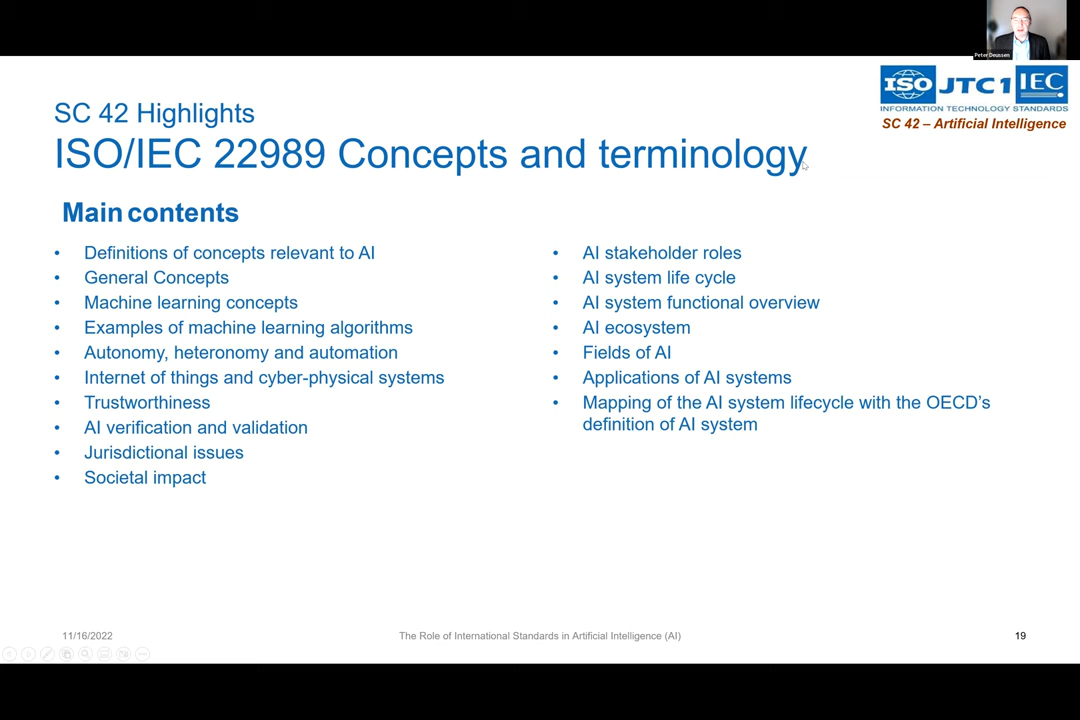 Peter Deussen
ISO JTC 1 IEC
INFORMATION TECHNOLOGY STANDARDS
SC 42 – Artificial Intelligence
SC 42 Highlights
ISO/IEC 22989 Concepts and terminology
Main contents
• Definitions of concepts relevant to AI
• General Concepts
• Machine learning concepts
• Examples of machine learning algorithms
• Autonomy, heteronomy and automation
• Internet of things and cyber-physical systems
• Trustworthiness
• AI verification and validation
• Jurisdictional issues
• Societal impact
• AI stakeholder roles
• AI system life cycle
• AI system functional overview
• AI ecosystem
• Fields of AI
• Applications of AI systems
• Mapping of the AI system lifecycle with the OECD’s
definition of AI system
11/16/2022
The Role of International Standards in Artificial Intelligence (AI)
19